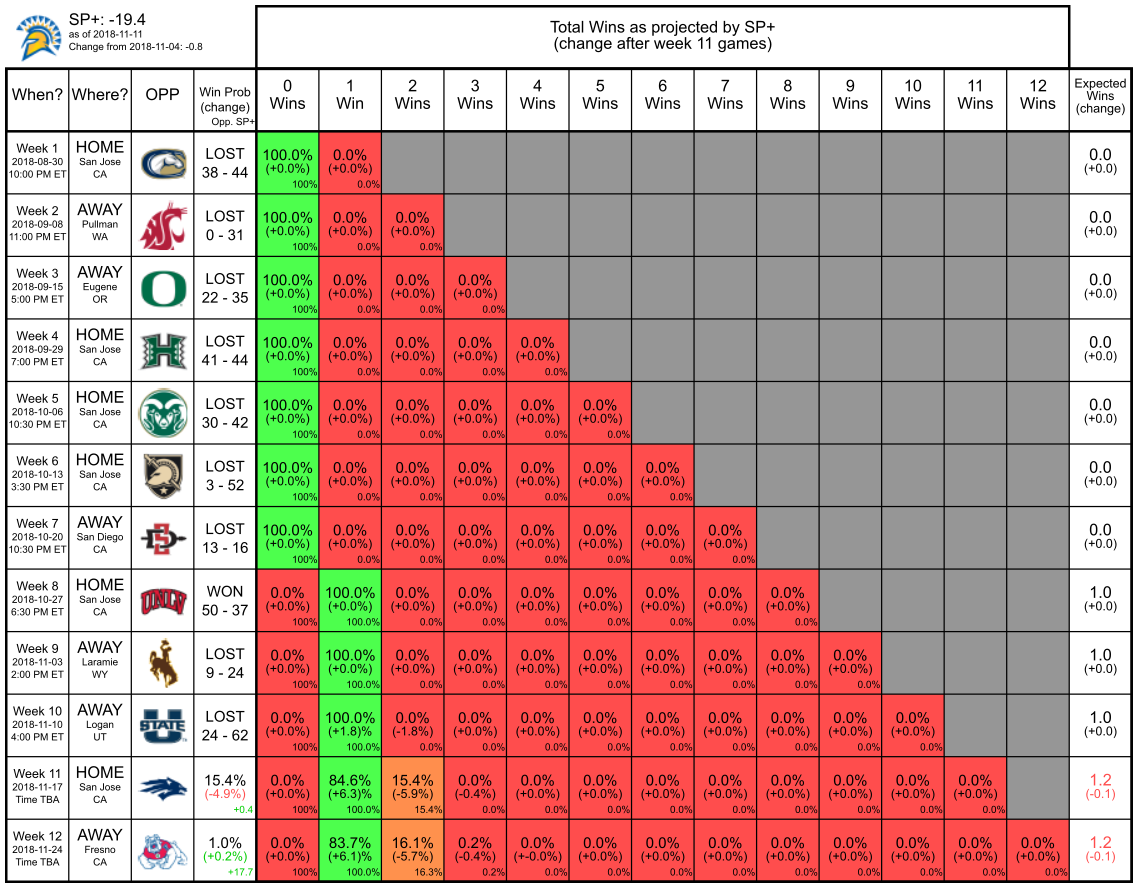 SP+: -19.4
as of 2018-11-11
Change from 2018-11-04: -0.8
Total Wins as projected by SP+
(change after week 11 games)
When? Where? OPP Win Prob (change) Opp. SP+ 0 Wins 1 Win 2 Wins 3 Wins 4 Wins 5 Wins 6 Wins 7 Wins 8 Wins 9 Wins 10 Wins 11 Wins 12 Wins Expected Wins (change)
Week 1 HOME LOST 100.0% 0.0% 0.0
2018-08-30 San Jose (+0.0%) (+0.0%) (+0.0)
10:00 PM ET CA 38 - 44 100% 0.0%
Week 2 AWAY LOST 100.0% 0.0% 0.0% 0.0
2018-09-08 Pullman (+0.0%) (+0.0%) (+0.0%) (+0.0)
11:00 PM ET WA 0 - 31 100% 0.0% 0.0%
Week 3 AWAY LOST 100.0% 0.0% 0.0% 0.0% 0.0
2018-09-15 Eugene (+0.0%) (+0.0%) (+0.0%) (+0.0%) (+0.0)
5:00 PM ET OR O 22 - 35 100% 0.0% 0.0% 0.0%
Week 4 HOME LOST 100.0% 0.0% 0.0% 0.0% 0.0% 0.0
2018-09-29 San Jose H (+0.0%) (+0.0%) (+0.0%) (+0.0%) (+0.0%) (+0.0)
7:00 PM ET CA 41 - 44 100% 0.0% 0.0% 0.0% 0.0%
Week 5 HOME LOST 100.0% 0.0% 0.0% 0.0% 0.0% 0.0% 0.0
2018-10-06 San Jose (+0.0%) (+0.0%) (+0.0%) (+0.0%) (+0.0%) (+0.0%) (+0.0)
10:30 PM ET CA 30 - 42 100% 0.0% 0.0% 0.0% 0.0% 0.0%
Week 6 HOME LOST 100.0% 0.0% 0.0% 0.0% 0.0% 0.0% 0.0% 0.0
2018-10-13 San Jose (+0.0%) (+0.0%) (+0.0%) (+0.0%) (+0.0%) (+0.0%) (+0.0%) (+0.0)
3:30 PM ET CA 3 - 52 100% 0.0% 0.0% 0.0% 0.0% 0.0% 0.0%
Week 7 AWAY LOST 100.0% 0.0% 0.0% 0.0% 0.0% 0.0% 0.0% 0.0% 0.0
2018-10-20 San Diego SD (+0.0%) (+0.0%) (+0.0%) (+0.0%) (+0.0%) (+0.0%) (+0.0%) (+0.0%) (+0.0)
10:30 PM ET CA 13 - 16 100% 0.0% 0.0% 0.0% 0.0% 0.0% 0.0% 0.0%
Week 8 HOME WON 0.0% 100.0% 0.0% 0.0% 0.0% 0.0% 0.0% 0.0% 0.0% 1.0
2018-10-27 San Jose UNLV (+0.0%) (+0.0%) (+0.0%) (+0.0%) (+0.0%) (+0.0%) (+0.0%) (+0.0%) (+0.0%) (+0.0)
6:30 PM ET CA 50 - 37 100% 100.0% 0.0% 0.0% 0.0% 0.0% 0.0% 0.0% 0.0%
Week 9 AWAY LOST 0.0% 100.0% 0.0% 0.0% 0.0% 0.0% 0.0% 0.0% 0.0% 0.0% 1.0
2018-11-03 Laramie (+0.0%) (+0.0%) (+0.0%) (+0.0%) (+0.0%) (+0.0%) (+0.0%) (+0.0%) (+0.0%) (+0.0%) (+0.0)
2:00 PM ET WY 9 - 24 100% 100.0% 0.0% 0.0% 0.0% 0.0% 0.0% 0.0% 0.0% 0.0%
Week 10 AWAY LOST 0.0% 100.0% 0.0% 0.0% 0.0% 0.0% 0.0% 0.0% 0.0% 0.0% 0.0% 1.0
2018-11-10 Logan U STATE (+0.0%) (+1.8)% (-1.8%) (+0.0%) (+0.0%) (+0.0%) (+0.0%) (+0.0%) (+0.0%) (+0.0%) (+0.0%) (+0.0)
4:00 PM ET UT 24 - 62 100% 100.0% 0.0% 0.0% 0.0% 0.0% 0.0% 0.0% 0.0% 0.0% 0.0%
Week 11 HOME 15.4% 0.0% 84.6% 15.4% 0.0% 0.0% 0.0% 0.0% 0.0% 0.0% 0.0% 0.0% 0.0% 1.2
2018-11-17 San Jose (-4.9%) (+0.0%) (+6.3)% (-5.9%) (-0.4%) (+0.0%) (+0.0%) (+0.0%) (+0.0%) (+0.0%) (+0.0%) (+0.0%) (+0.0%) (-0.1)
Time TBA CA +0.4 100% 100.0% 15.4% 0.0% 0.0% 0.0% 0.0% 0.0% 0.0% 0.0% 0.0% 0.0%
Week 12 AWAY 1.0% 0.0% 83.7% 16.1% 0.2% 0.0% 0.0% 0.0% 0.0% 0.0% 0.0% 0.0% 0.0% 0.0% 1.2
2018-11-24 Fresno (+0.2%) (+0.0%) (+6.1)% (-5.7%) (-0.4%) (+-0.0%) (+0.0%) (+0.0%) (+0.0%) (+0.0%) (+0.0%) (+0.0%) (+0.0%) (+0.0%) (-0.1)
Time TBA CA +17.7 100% 100.0% 16.3% 0.2% 0.0% 0.0% 0.0% 0.0% 0.0% 0.0% 0.0% 0.0% 0.0%